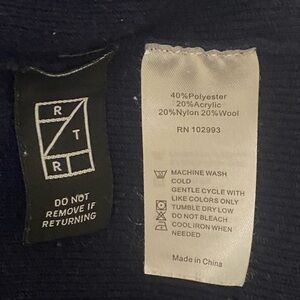 R
T
R
DO NOT
REMOVE IF
RETURNING
40%Polyester
20%Acrylic
20%Nylon 20%Wool
RN 102993
MACHINE WASH
COLD
GENTLE CYCLE WITH
LIKE COLORS ONLY
TUMBLE DRY LOW
DO NOT BLEACH
COOL IRON WHEN
NEEDED
Made in China